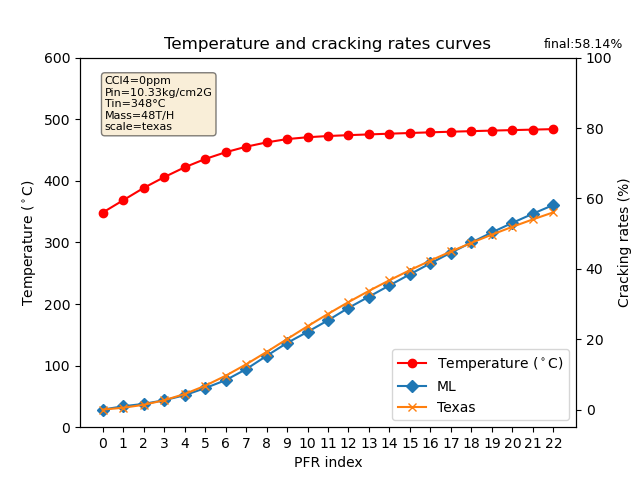 Temperature and cracking rates curves
final:58.14%
CCl4=0ppm
Pin=10.33kg/cm2G
Tin=348°C
Mass=48T/H
scale=texas
Temperature (°C)
600
500
400
300
200
100
0
100
80
60
40
20
0
Cracking rates (%)
Temperature (°C)
ML
Texas
0 1 2 3 4 5 6 7 8 9 10 11 12 13 14 15 16 17 18 19 20 21 22
PFR index